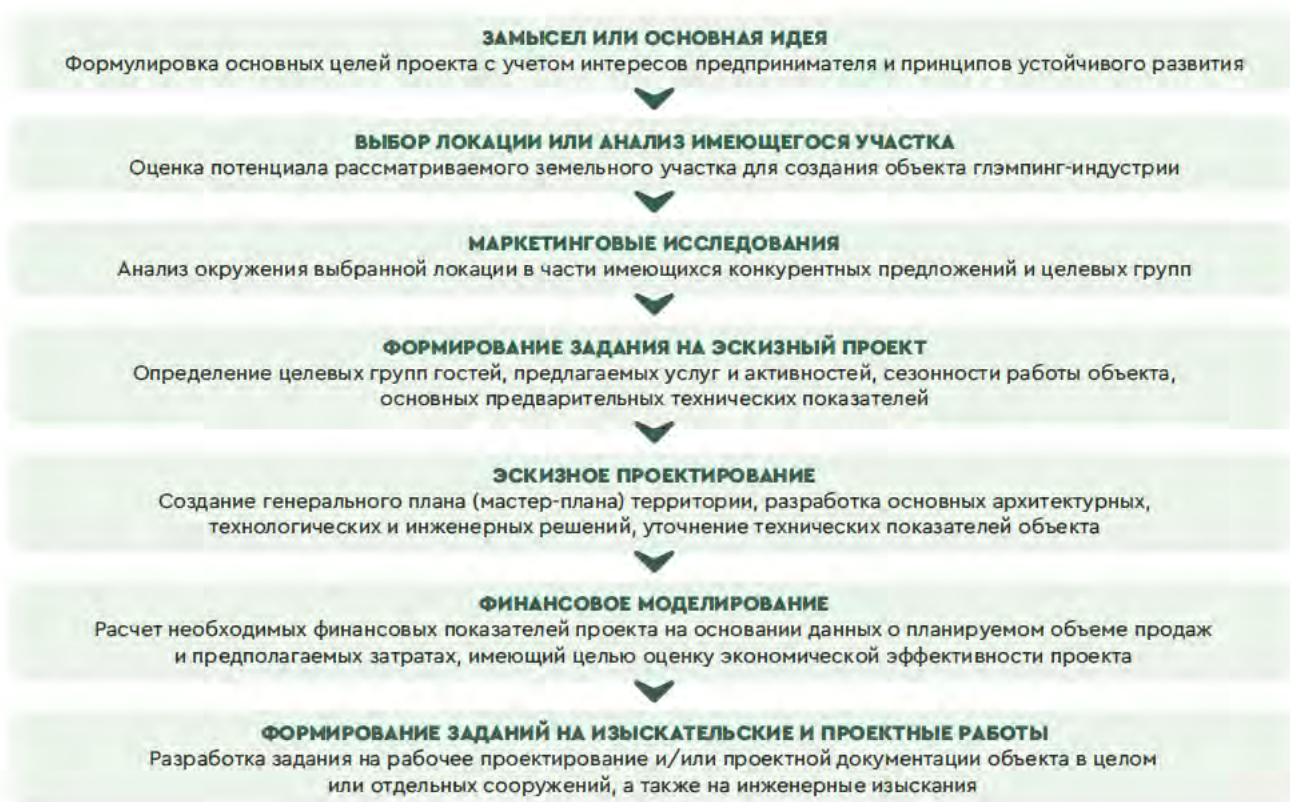 ЗАМЫСЕЛ ИЛИ ОСНОВНАЯ ИДЕЯ
Формулировка основных целей проекта с учетом интересов предпринимателя и принципов устойчивого развития
ВЫБОР ЛОКАЦИИ ИЛИ АНАЛИЗ ИМЕЮЩЕГОСЯ УЧАСТКА
Оценка потенциала рассматриваемого земельного участка для создания объекта глэмпинг-индустрии
МАРКЕТИНГОВЫЕ ИССЛЕДОВАНИЯ
Анализ окружения выбранной локации в части имеющихся конкурентных предложений и целевых групп
ФОРМИРОВАНИЕ ЗАДАНИЯ НА ЭСКИЗНЫЙ ПРОЕКТ
Определение целевых групп гостей, предлагаемых услуг и активностей, сезонности работы объекта,
основных предварительных технических показателей
ЭСКИЗНОЕ ПРОЕКТИРОВАНИЕ
Создание генерального плана (мастер-плана) территории, разработка основных архитектурных,
технологических и инженерных решений, уточнение технических показателей объекта
ФИНАНСОВОЕ МОДЕЛИРОВАНИЕ
Расчет необходимых финансовых показателей проекта на основании данных о планируемом объеме продаж
и предполагаемых затратах, имеющий целью оценку экономической эффективности проекта
ФОРМИРОВАНИЕ ЗАДАНИЙ НА ИЗЫСКАТЕЛЬСКИЕ И ПРОЕКТНЫЕ РАБОТЫ
Разработка задания на рабочее проектирование и/или проектной документации объекта в целом
или отдельных сооружений, а также на инженерные изыскания